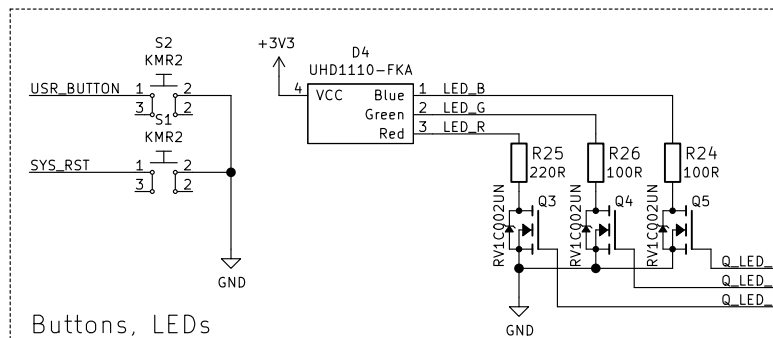 S2
KMR2
USR_BUTTON 1 2
3 2
S1
KMR2
SYS_RST 1 2
3 2
GND
+3V3
D4
UHD1110-FKA
4 VCC Blue 1 LED_B
Green 2 LED_G
Red 3 LED_R
R25
220R
R26
100R
R24
100R
Q3
RV1C002UN
Q4
RV1C002UN
Q5
RV1C002UN
Q_LED_
Q_LED_
Q_LED_
GND
Buttons, LEDs